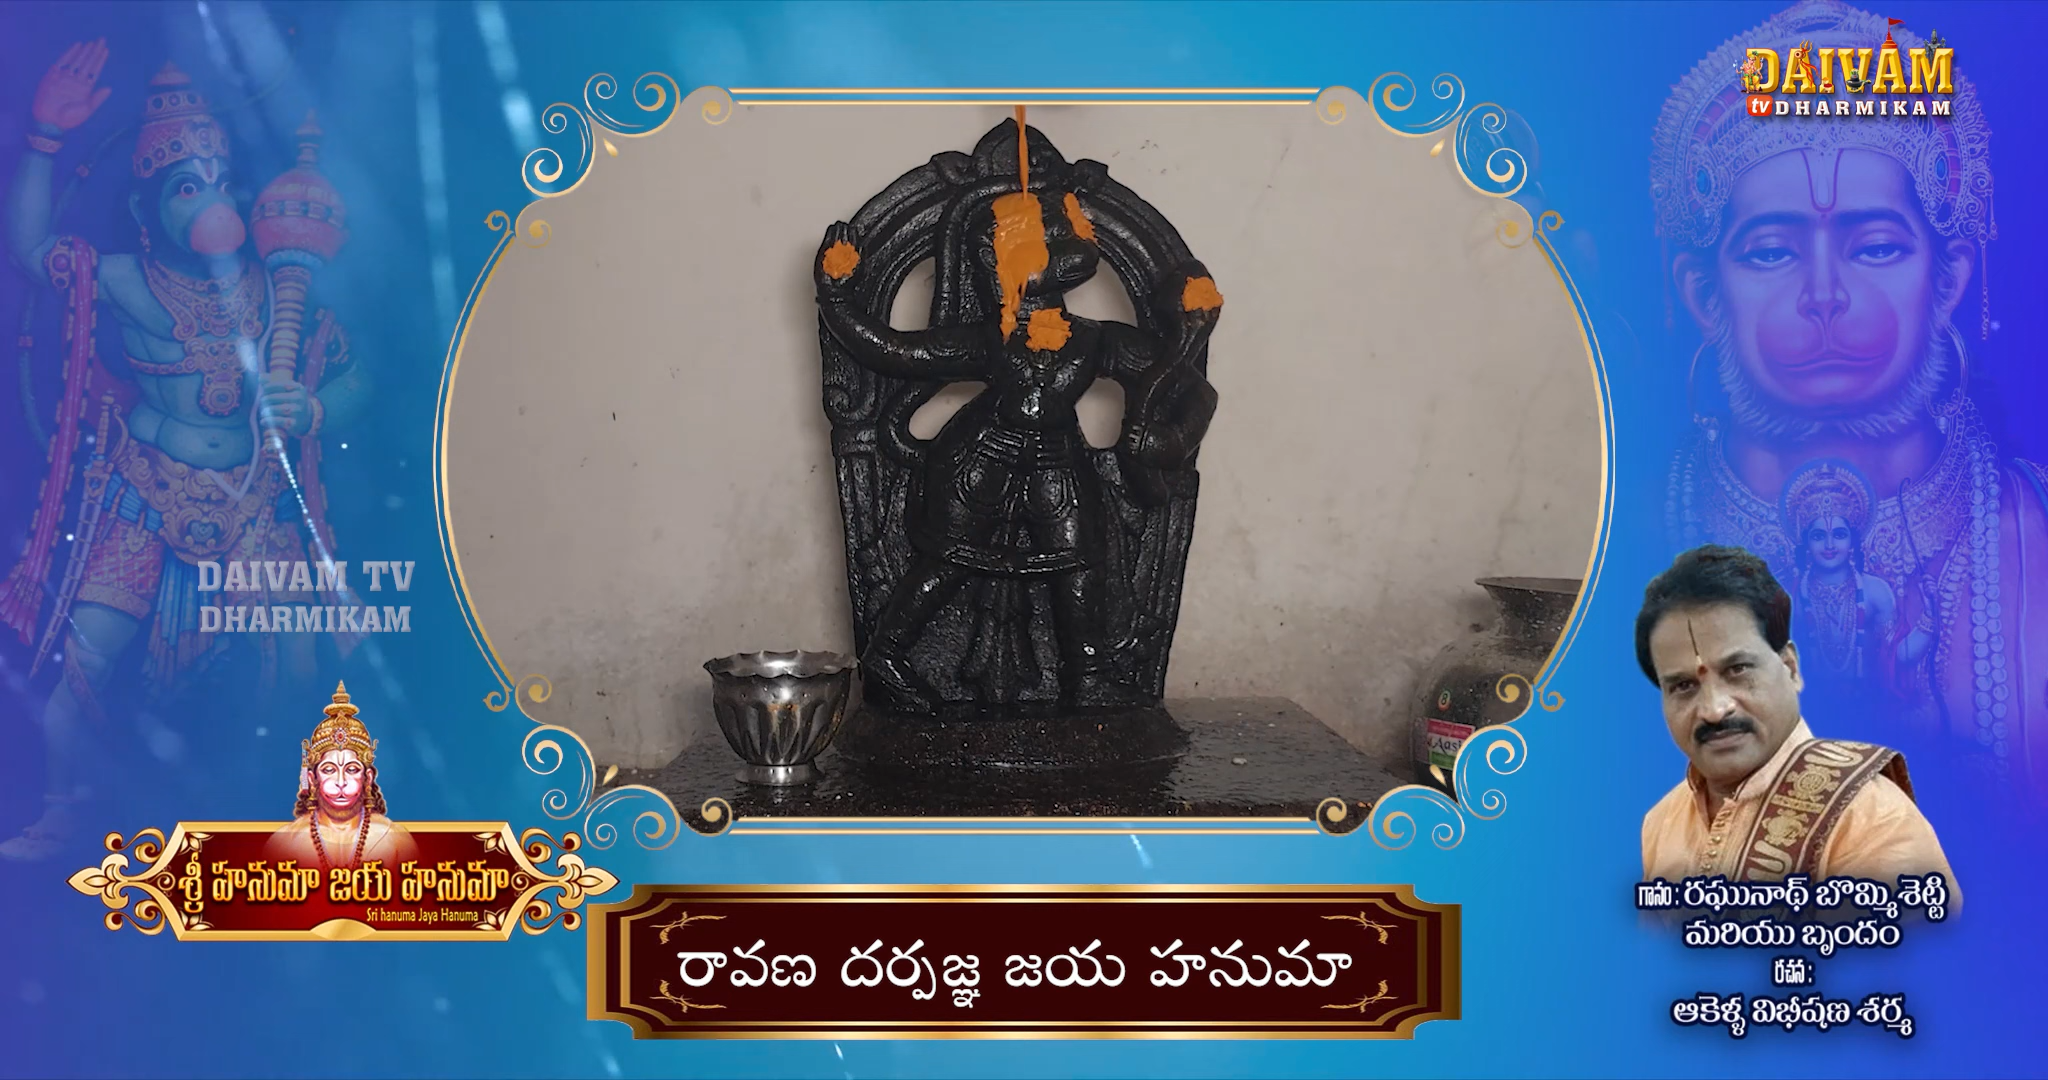 DAIVAM
tv DHARMIKAM
DAIVAM TV
DHARMIKAM
శ్రీ హనుమా జయ హనుమా
Sri hanuma Jaya Hanuma
రావణ దర్పజ్ఞ జయ హనుమా
గానం : రఘునాథ్ బొమ్మిశెట్టి
మరియు బృందం
రచన :
ఆకెళ్ళ విభీషణ శర్మ